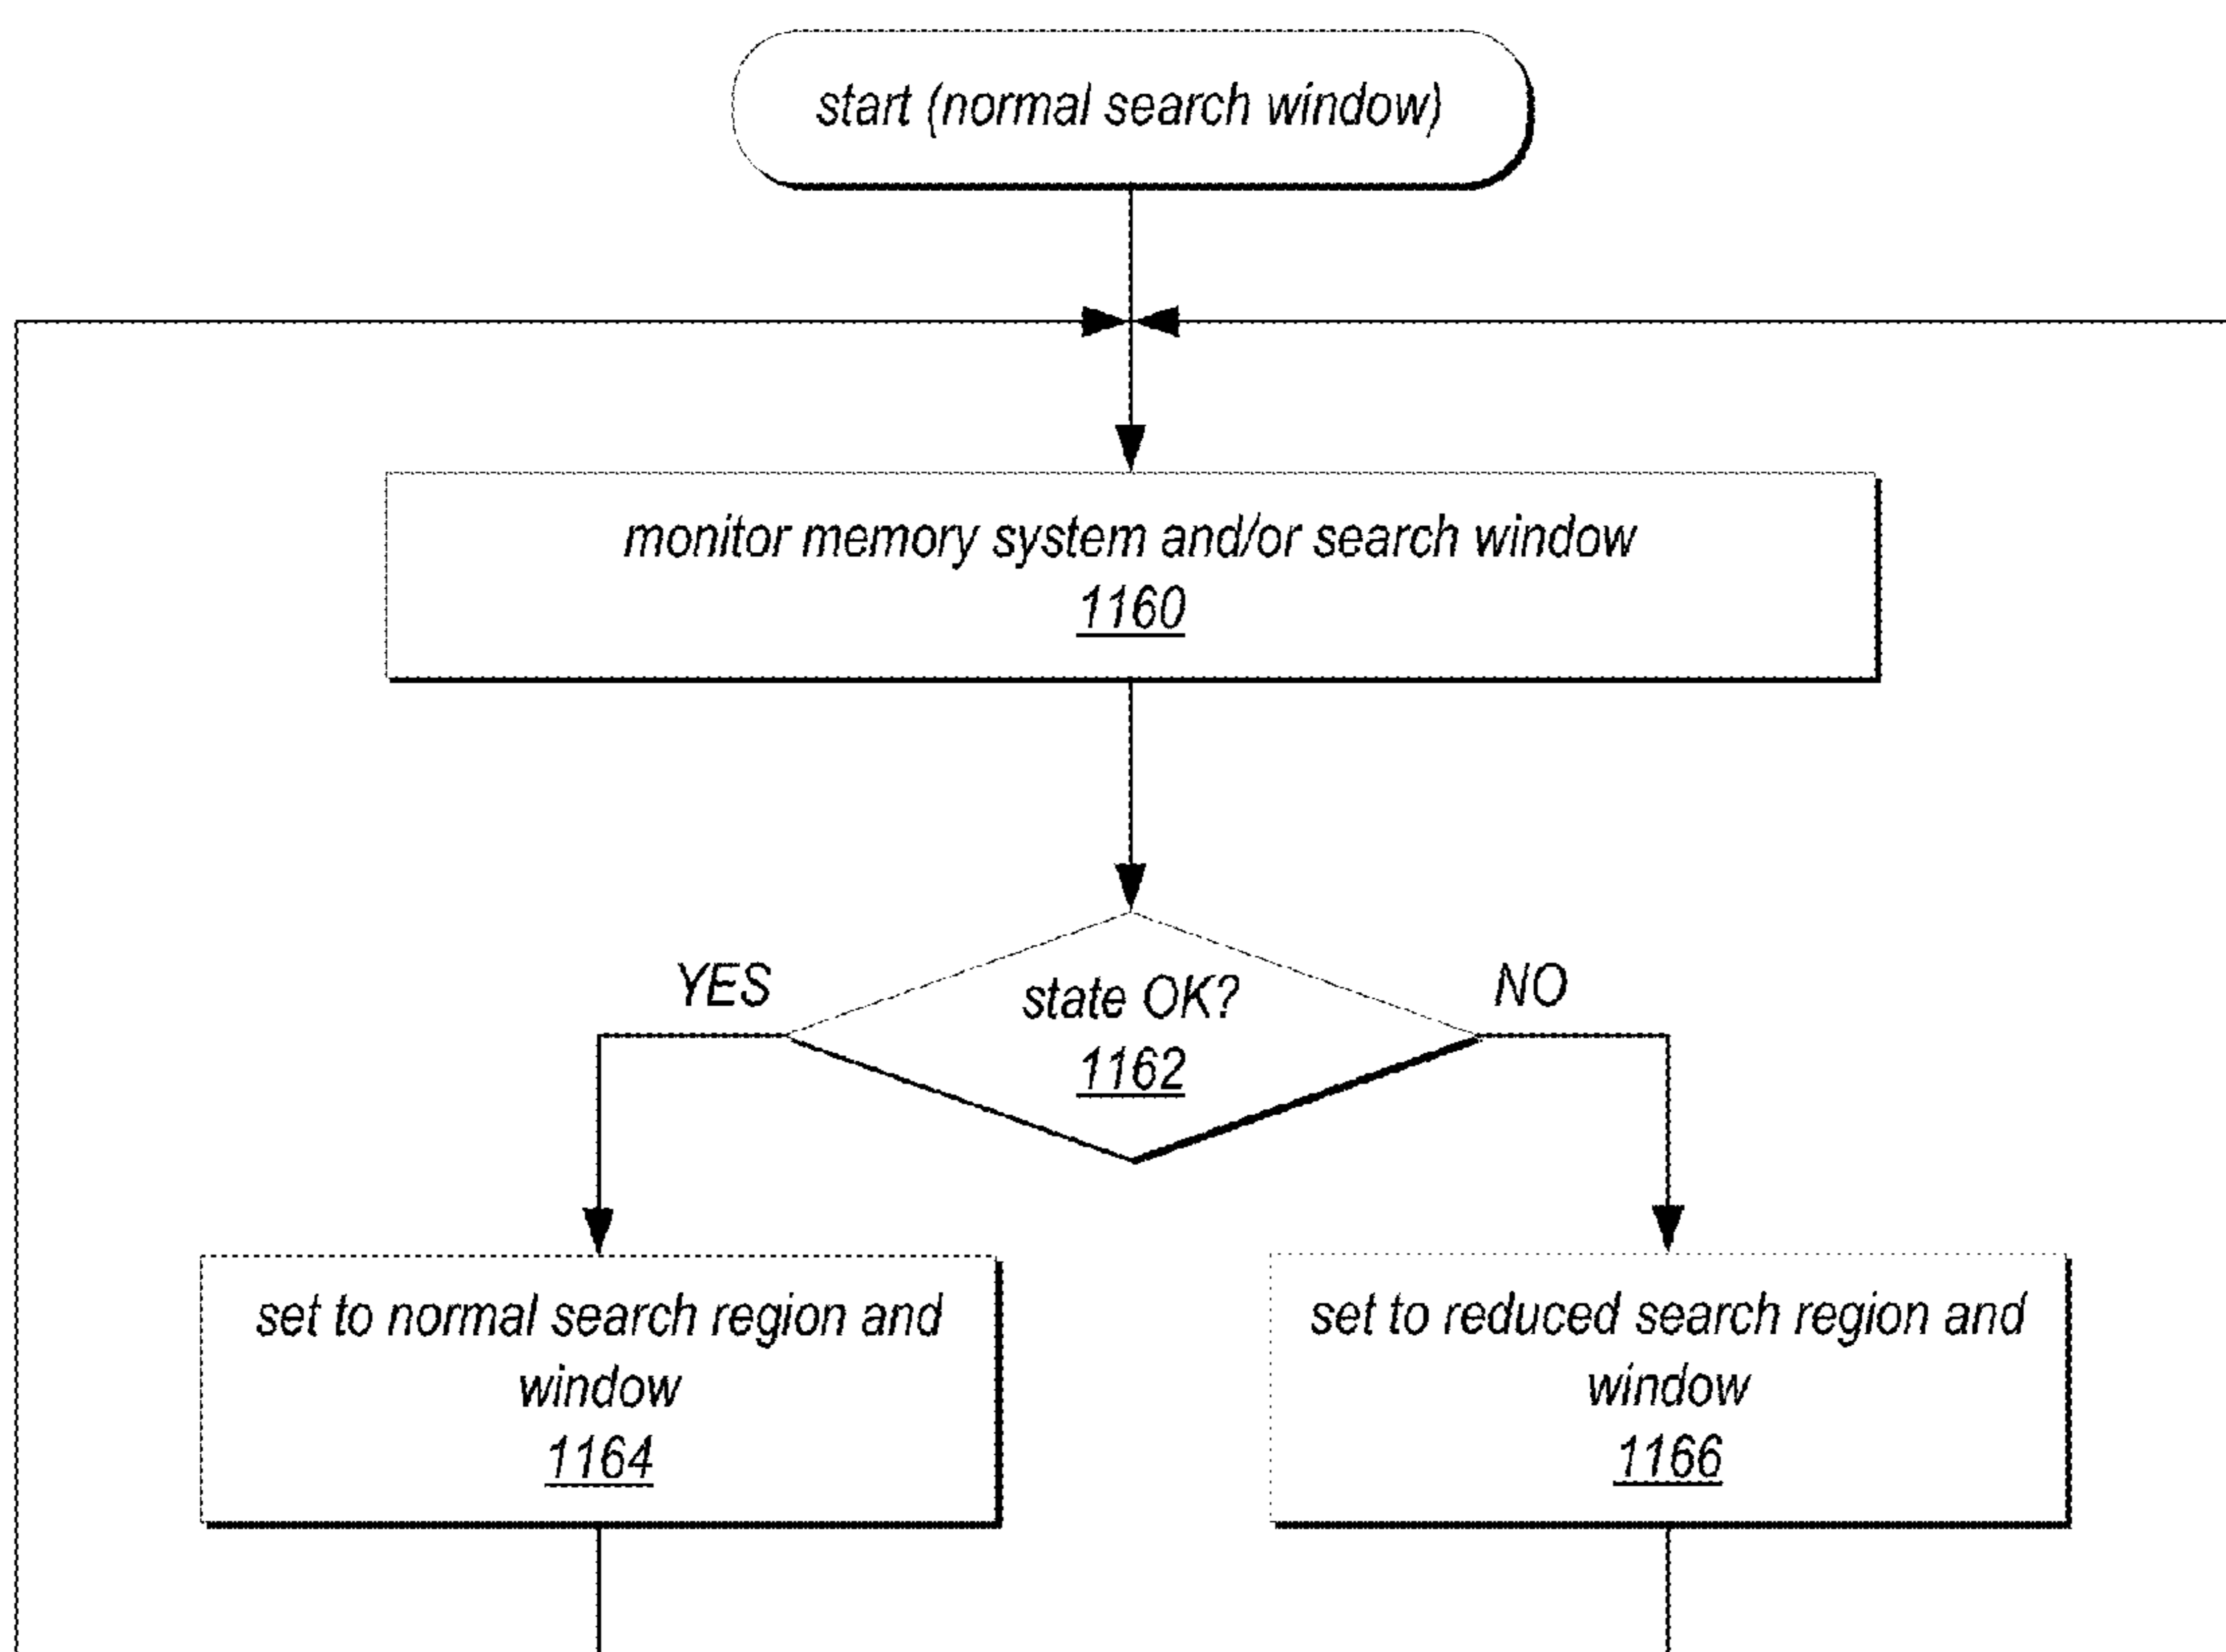 start (normal search window)
monitor memory system and/or search window
1160
YES
state OK?
NO
1162
set to normal search region and
window
1164
set to reduced search region and
window
1166